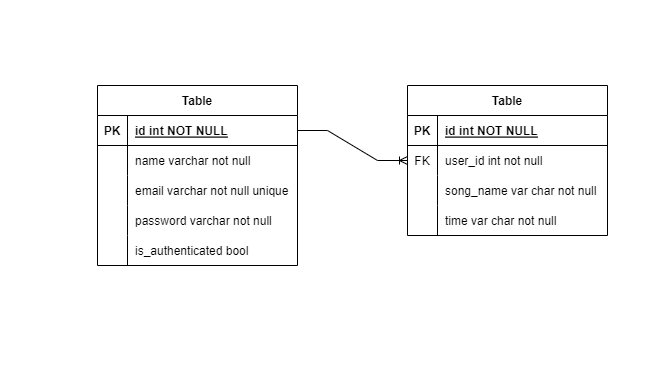 Table
PK id int NOT NULL
name varchar not null
email varchar not null unique
password varchar not null
is_authenticated bool
Table
PK id int NOT NULL
FK user_id int not null
song_name var char not null
time var char not null